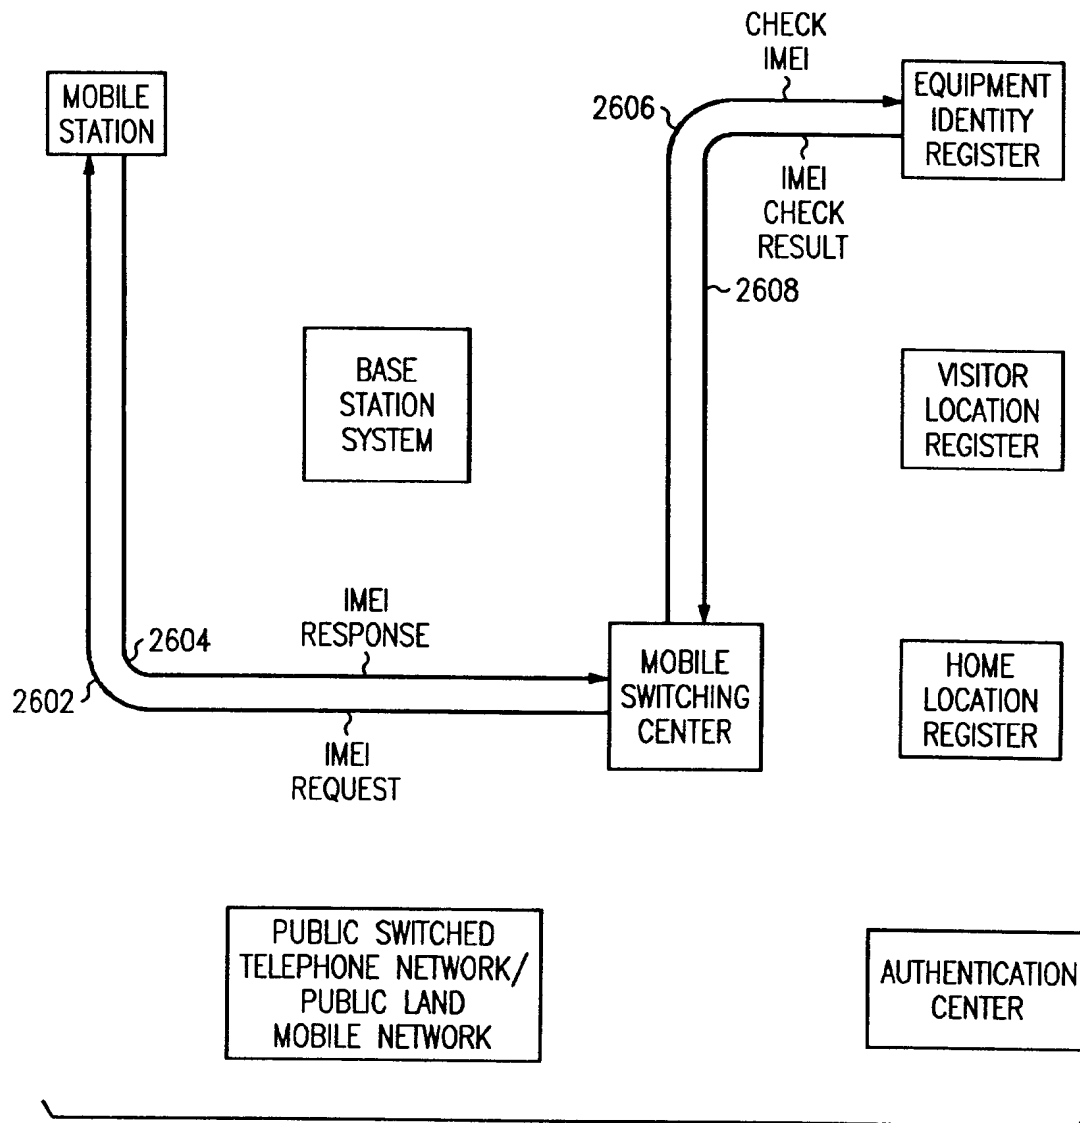 CHECK
IMEI
MOBILE
STATION
2606
EQUIPMENT
IDENTITY
REGISTER
IMEI
CHECK
RESULT
2608
BASE
STATION
SYSTEM
VISITOR
LOCATION
REGISTER
IMEI
RESPONSE
2604
2602
MOBILE
SWITCHING
CENTER
HOME
LOCATION
REGISTER
IMEI
REQUEST
PUBLIC SWITCHED
TELEPHONE NETWORK/
PUBLIC LAND
MOBILE NETWORK
AUTHENTICATION
CENTER